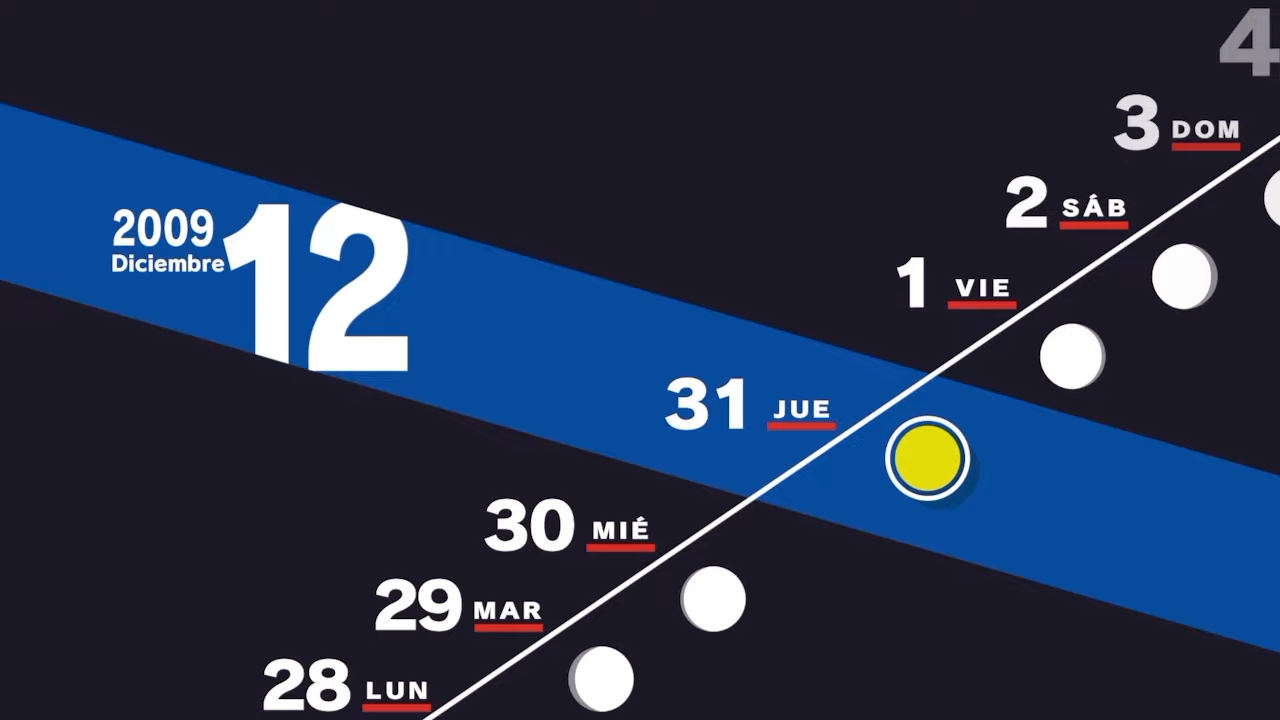 4
3 DOM
2 SÁB
2009
Diciembre
12
1 VIE
31 JUE
30 MIÉ
29 MAR
28 LUN